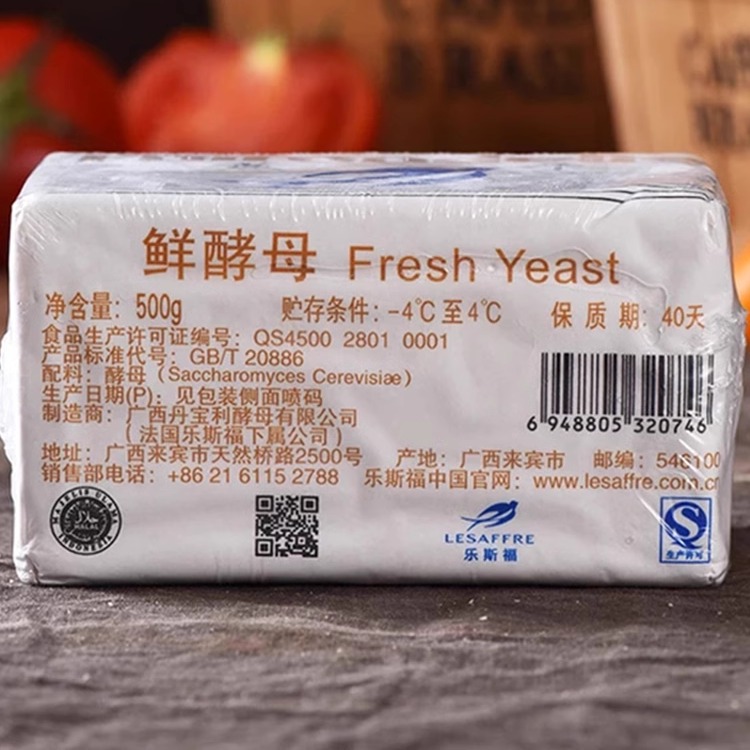 鲜酵母 Fresh Yeast
净含量：500g 贮存条件：-4℃至4℃ 保质期：40天
食品生产许可证编号：QS4500 2801 0001
产品标准代号：GB/T 20886
配料：酵母（Saccharomyces Cerevisiæ）
生产日期(P)：见包装侧面喷码
制造商：广西丹宝利酵母有限公司
（法国乐斯福下属公司）
6 948805 320746
地址：广西来宾市天然桥路2500号 产地：广西来宾市 邮编：546100
销售部电话：+86 21 6115 2788 乐斯福中国官网：www.lesaffre.com.cn
MAJELIS ULAMA
HALAL
INDONESIA
LESAFFRE
乐斯福
QS
生产许可